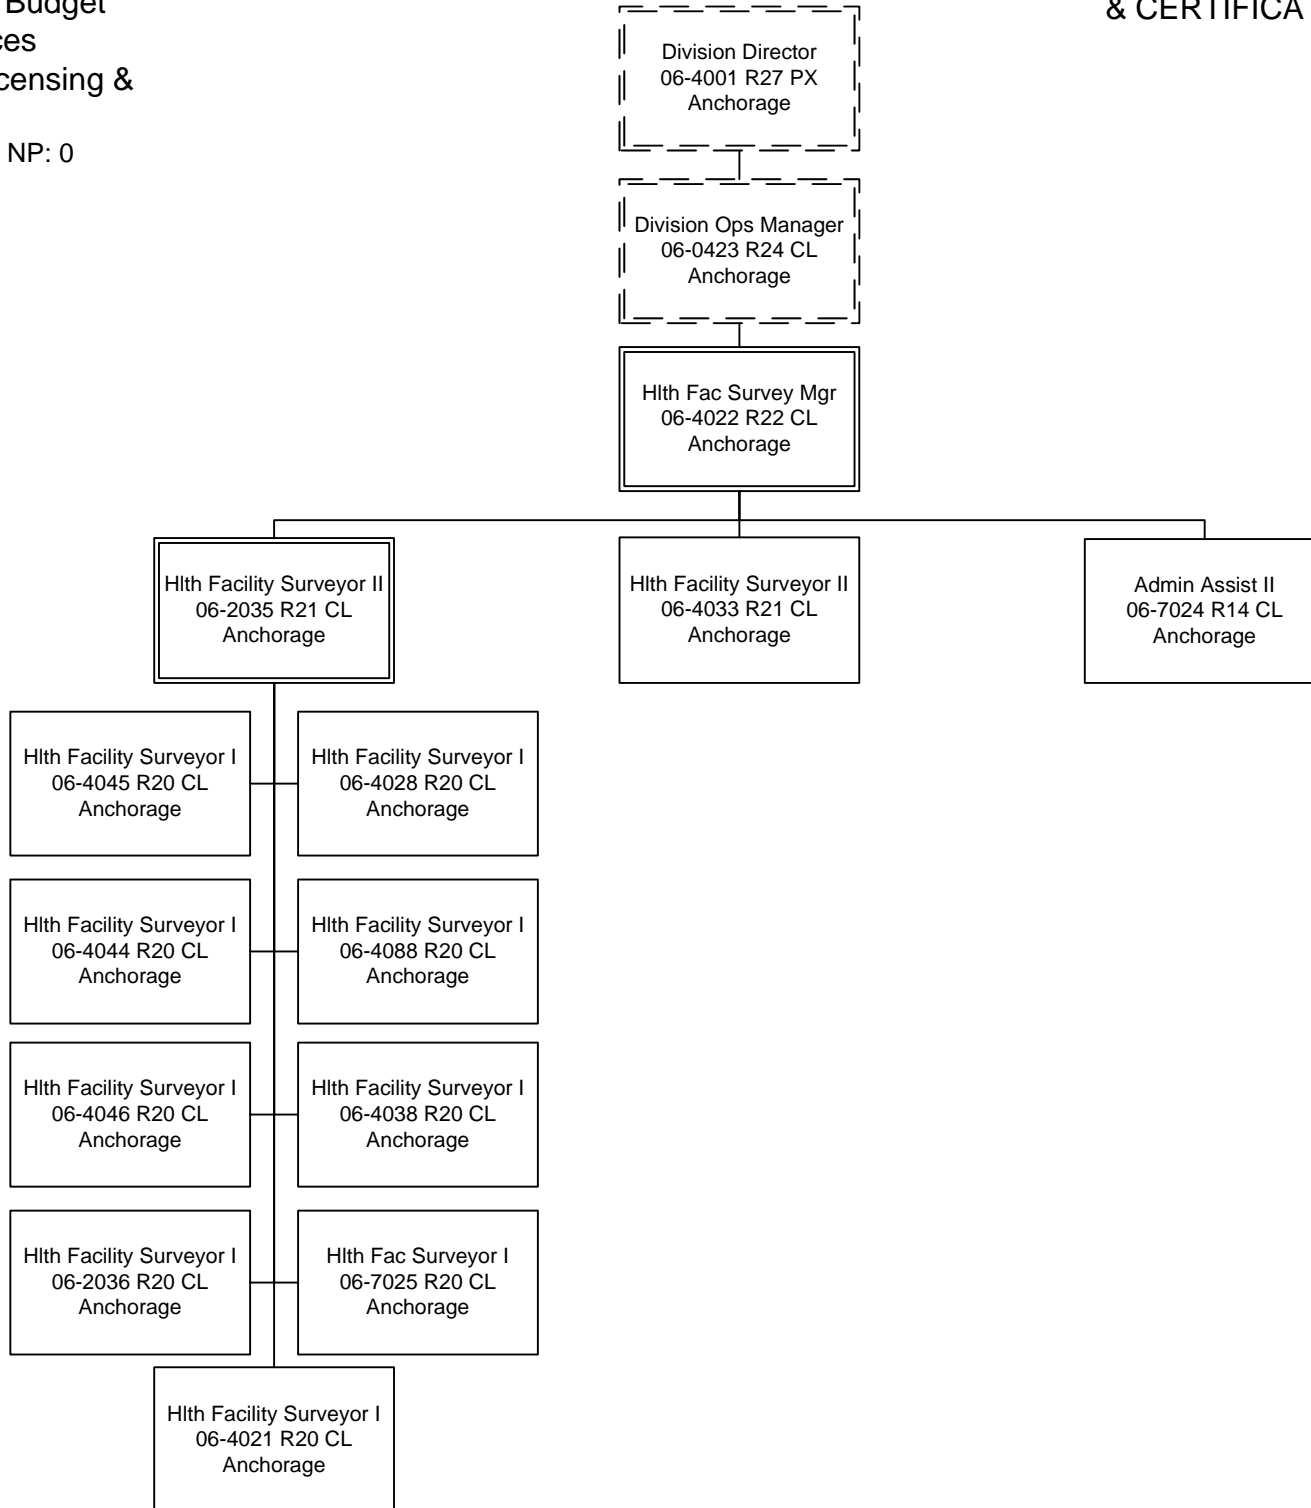 Budget
ces
censing &
NP: 0
& CERTIFICA
Division Director
06-4001 R27 PX
Anchorage
Division Ops Manager
06-0423 R24 CL
Anchorage
Hlth Fac Survey Mgr
06-4022 R22 CL
Anchorage
Hlth Facility Surveyor II
06-2035 R21 CL
Anchorage
Hlth Facility Surveyor II
06-4033 R21 CL
Anchorage
Admin Assist II
06-7024 R14 CL
Anchorage
Hlth Facility Surveyor I
06-4045 R20 CL
Anchorage
Hlth Facility Surveyor I
06-4028 R20 CL
Anchorage
Hlth Facility Surveyor I
06-4044 R20 CL
Anchorage
Hlth Facility Surveyor I
06-4088 R20 CL
Anchorage
Hlth Facility Surveyor I
06-4046 R20 CL
Anchorage
Hlth Facility Surveyor I
06-4038 R20 CL
Anchorage
Hlth Facility Surveyor I
06-2036 R20 CL
Anchorage
Hlth Fac Surveyor I
06-7025 R20 CL
Anchorage
Hlth Facility Surveyor I
06-4021 R20 CL
Anchorage